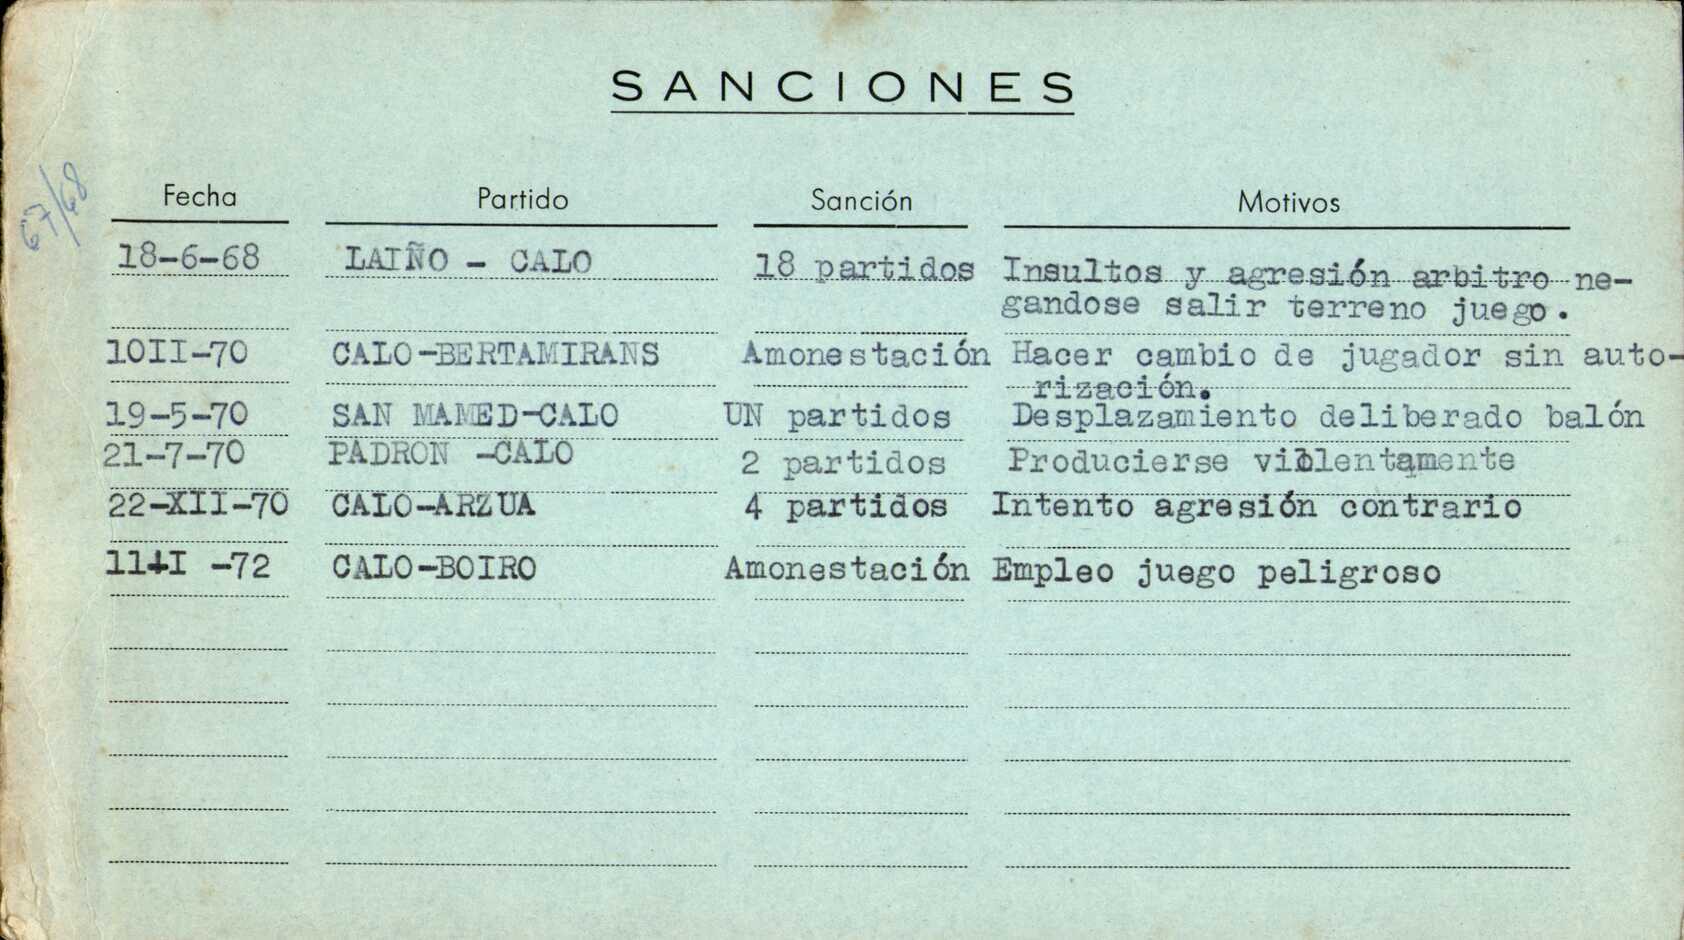 SANCIONES
67/68
Fecha Partido Sanción Motivos
18-6-68 LAIÑO - CALO 18 partidos Insultos y agresión arbitro ne-
gandose salir terreno juego.
10II-70 CALO-BERTAMIRANS Amonestación Hacer cambio de jugador sin auto-
rización.
19-5-70 SAN MAMED-CALO UN partidos Desplazamiento deliberado balón
21-7-70 PADRON -CALO 2 partidos Producierse violentamente
22-XII-70 CALO-ARZUA 4 partidos Intento agresión contrario
11-I -72 CALO-BOIRO Amonestación Empleo juego peligroso